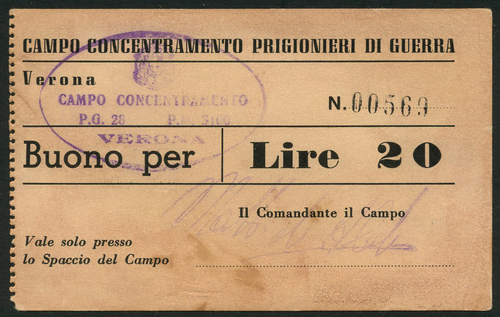 CAMPO CONCENTRAMENTO PRIGIONIERI DI GUERRA
Verona
CAMPO CONCENTRAMENTO
P.G. 28 P.M. 3100
VERONA
N. 00569
Buono per Lire 20
Il Comandante il Campo
Vale solo presso
lo Spaccio del Campo